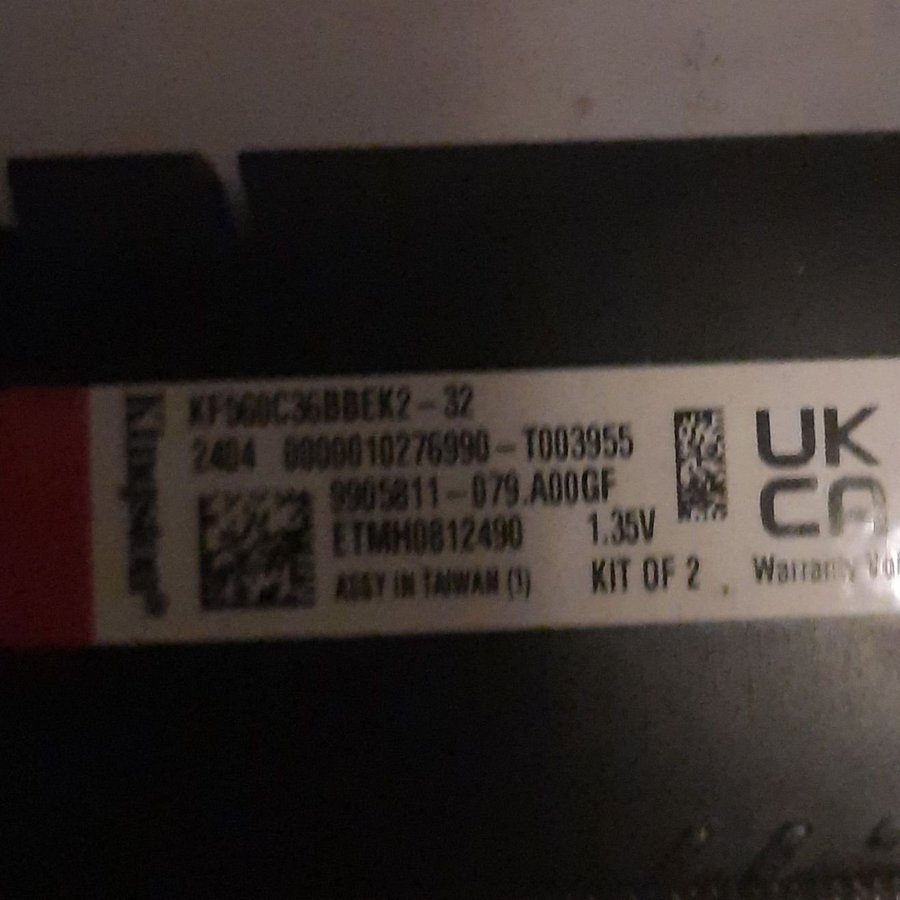 Kingston®
KF560C36BBEK2-32
2404 0000010276990-T003955
9905811-079.A00GF
ETMH0812490 1.35V
ASSY IN TAIWAN (1) KIT OF 2
UK
CA
Warranty